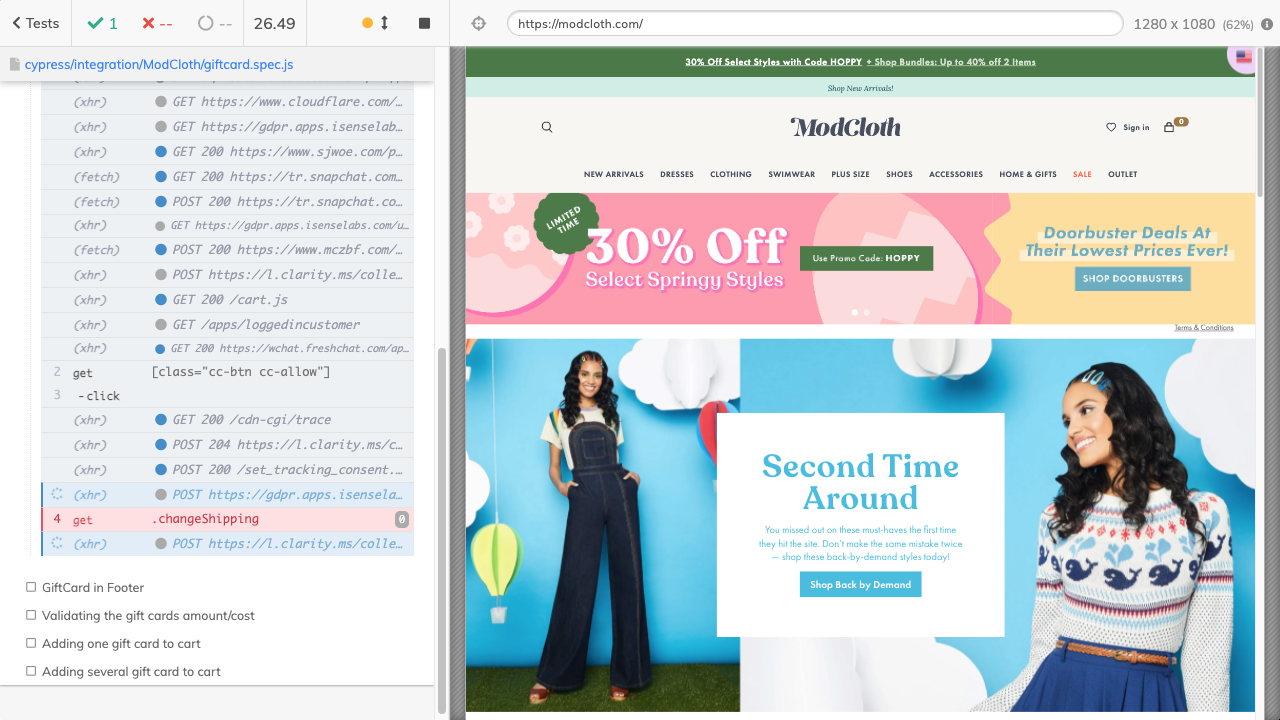 Tests
1
--
--
26.49
https://modcloth.com/
1280 x 1080 (62%)
cypress/integration/ModCloth/giftcard.spec.js
(xhr) GET https://www.cloudflare.com/...
(xhr) GET https://gdpr.apps.isenselab...
(xhr) GET 200 https://www.sjwoe.com/p...
(fetch) GET 200 https://tr.snapchat.com...
(fetch) POST 200 https://tr.snapchat.co...
(xhr) GET https://gdpr.apps.isenselabs.com/u...
(fetch) POST 200 https://www.redditstat...
(xhr) POST https://l.clarity.ms/colle...
(xhr) GET 200 /cart.js
(xhr) GET /apps/loggedincustomer
(xhr) GET 200 https://wchat.freshchat.com/ap...
2 get [class="cc-btn cc-allow"]
3 -click
(xhr) GET 200 /cdn-cgi/trace
(xhr) POST 204 https://l.clarity.ms/c...
(xhr) POST 200 /set_tracking_consent....
(xhr) POST https://gdpr.apps.isensela...
4 get .changeShipping 0
(xhr) POST https://l.clarity.ms/colle...
GiftCard in Footer
Validating the gift cards amount/cost
Adding one gift card to cart
Adding several gift card to cart
30% Off Select Styles with Code HOPPY + Shop Bundles: Up to 40% off 2 Items
Shop New Arrivals!
ModCloth
Sign in
0
NEW ARRIVALS DRESSES CLOTHING SWIMWEAR PLUS SIZE SHOES ACCESSORIES HOME & GIFTS SALE OUTLET
LIMITED
TIME
30% Off
Select Springy Styles
Use Promo Code: HOPPY
Doorbuster Deals At
Their Lowest Prices Ever!
SHOP DOORBUSTERS
Terms & Conditions
Second Time
Around
You missed out on these must-haves the first time
they hit the site. Don't make the same mistake twice
— shop these back-by-demand styles today!
Shop Back by Demand